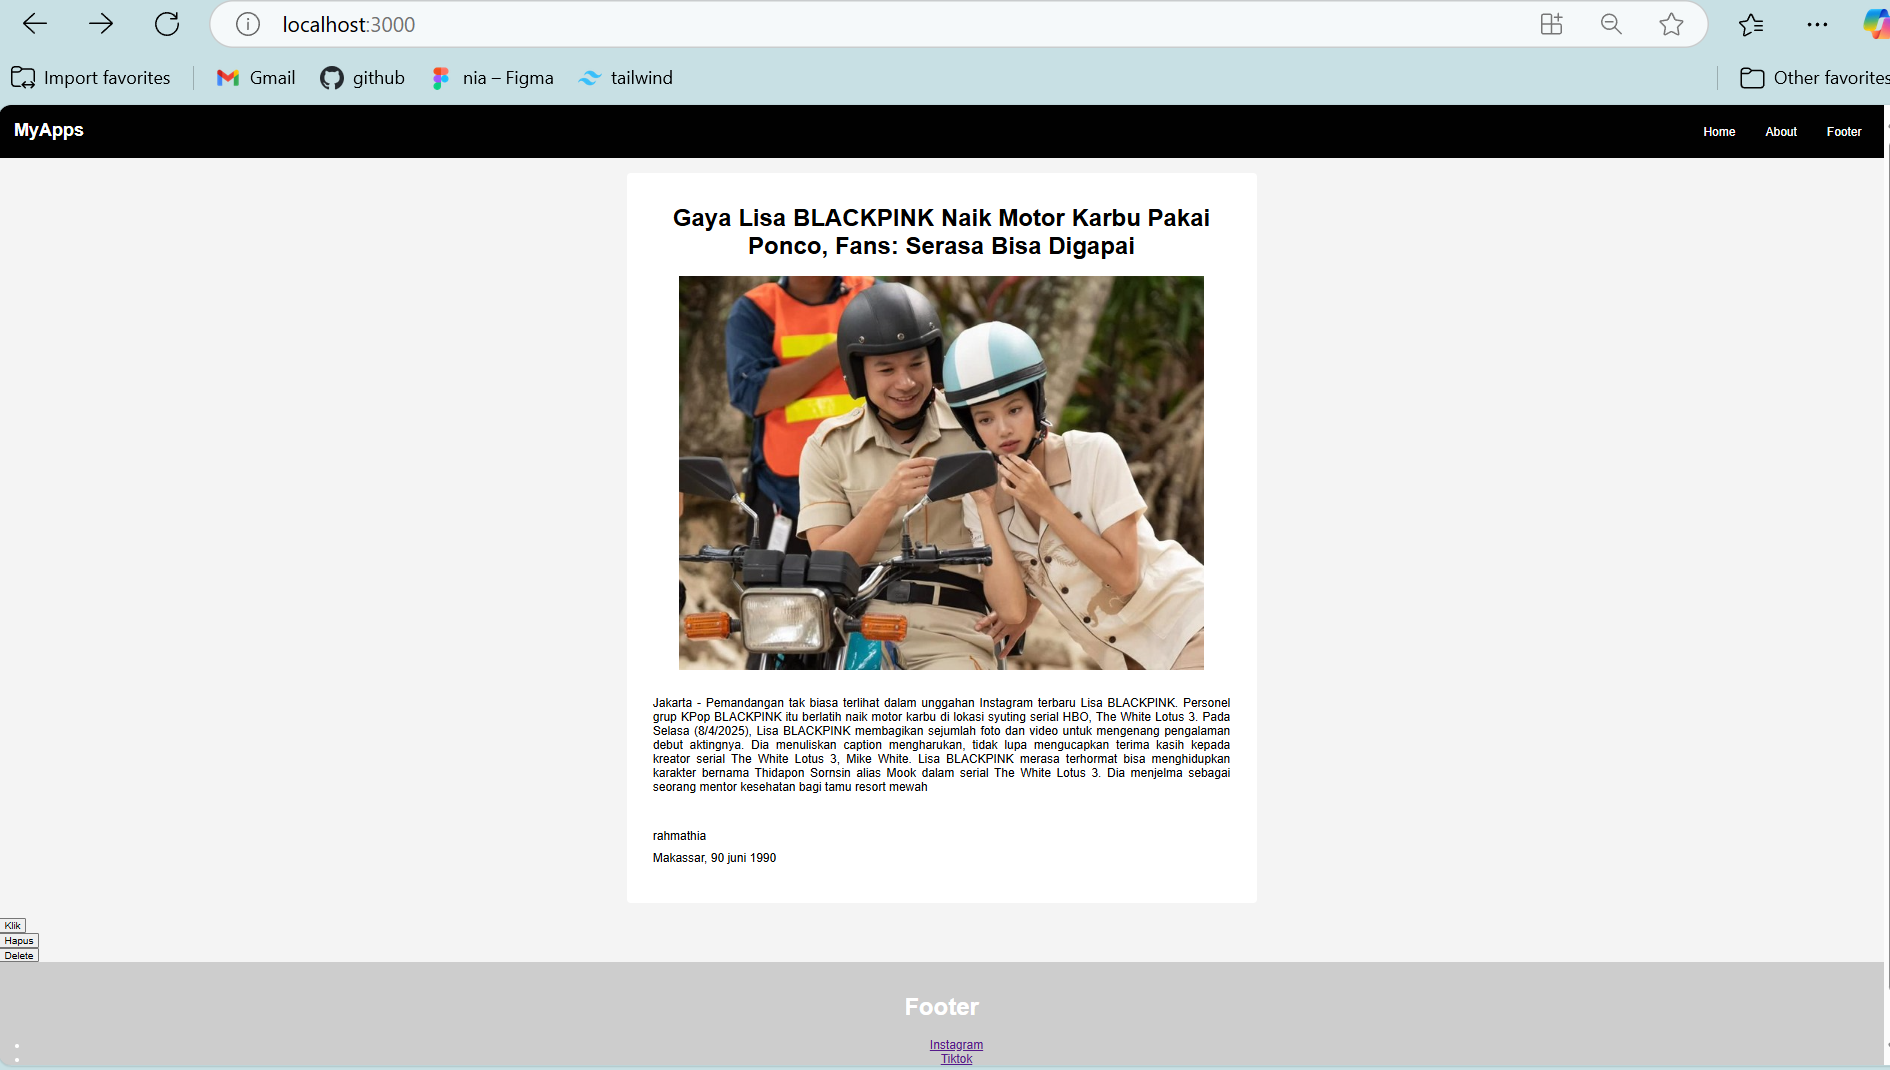 localhost:3000
Import favorites Gmail github nia – Figma tailwind Other favorites
MyApps Home About Footer
Gaya Lisa BLACKPINK Naik Motor Karbu Pakai
Ponco, Fans: Serasa Bisa Digapai
Jakarta - Pemandangan tak biasa terlihat dalam unggahan Instagram terbaru Lisa BLACKPINK. Personel
grup KPop BLACKPINK itu berlatih naik motor karbu di lokasi syuting serial HBO, The White Lotus 3. Pada
Selasa (8/4/2025), Lisa BLACKPINK membagikan sejumlah foto dan video untuk mengenang pengalaman
debut aktingnya. Dia menuliskan caption mengharukan, tidak lupa mengucapkan terima kasih kepada
kreator serial The White Lotus 3, Mike White. Lisa BLACKPINK merasa terhormat bisa menghidupkan
karakter bernama Thidapon Sornsin alias Mook dalam serial The White Lotus 3. Dia menjelma sebagai
seorang mentor kesehatan bagi tamu resort mewah
rahmathia
Makassar, 90 juni 1990
Klik
Hapus
Delete
Footer
Instagram
Tiktok